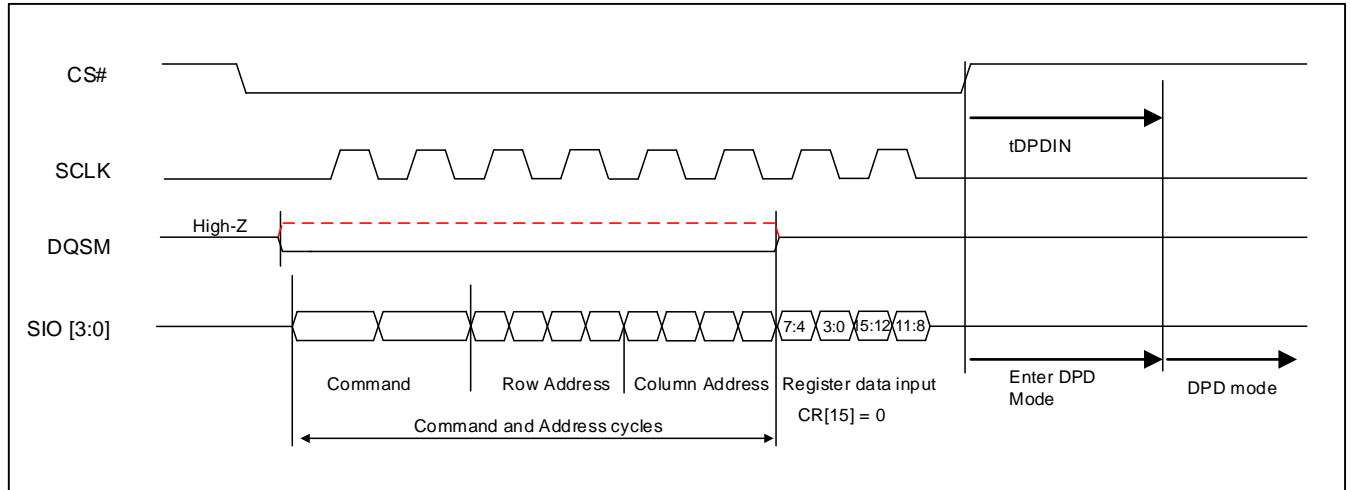 CS#
tDPDIN
SCLK
High-Z
DQSM
SIO [3:0]
7:4 3:0 15:12 11:8
Command Row Address Column Address Register data input
CR[15] = 0
Enter DPD
Mode
DPD mode
Command and Address cycles